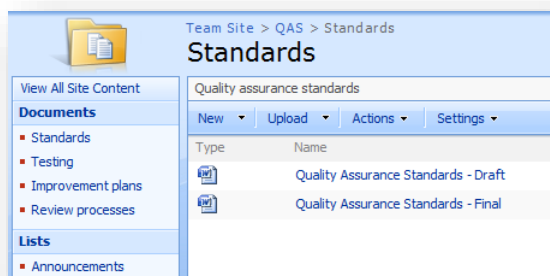 Team Site > QAS > Standards
Standards
View All Site Content
Documents
Standards
Testing
Improvement plans
Review processes
Lists
Announcements
Quality assurance standards
New Upload Actions Settings
Type Name
Quality Assurance Standards - Draft
Quality Assurance Standards - Final